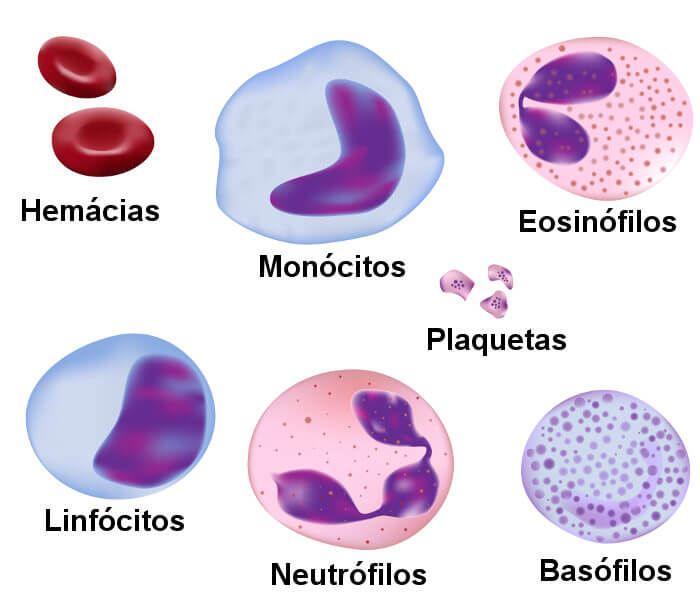 Hemácias
Monócitos
Eosinófilos
Plaquetas
Linfócitos
Neutrófilos
Basófilos